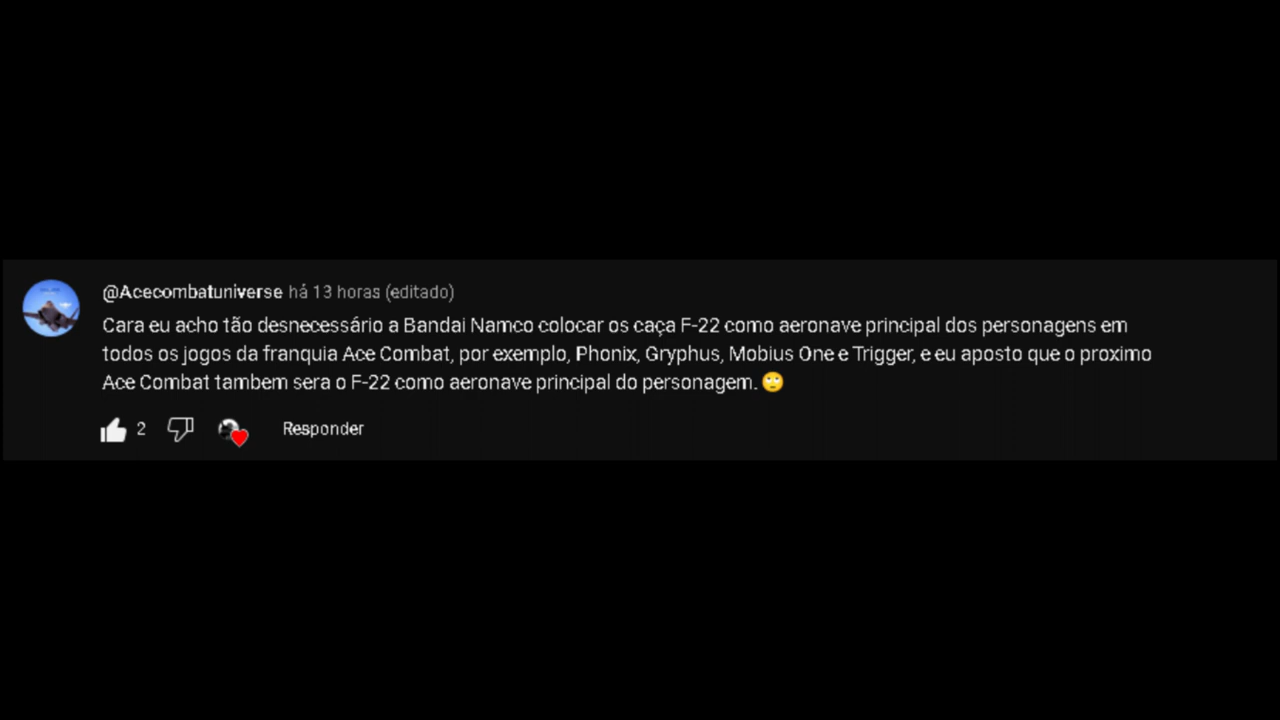 @Acecombatuniverse há 13 horas (editado)
Cara eu acho tão desnecessário a Bandai Namco colocar os caça F-22 como aeronave principal dos personagens em
todos os jogos da franquia Ace Combat, por exemplo, Phonix, Gryphus, Mobius One e Trigger, e eu aposto que o proximo
Ace Combat tambem sera o F-22 como aeronave principal do personagem. 🙄
2 Responder